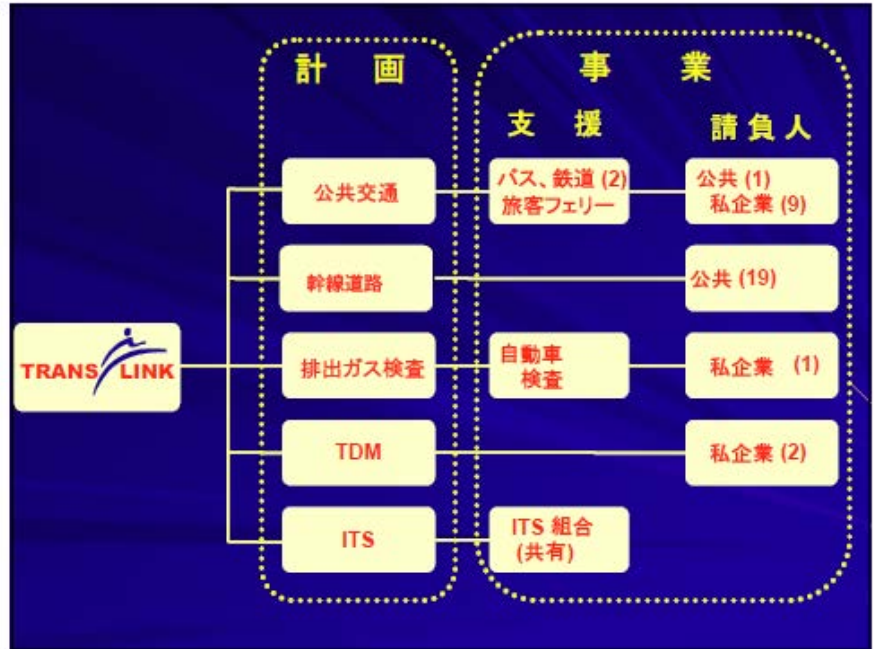 計 画
事 業
支 援
請負人
公共交通
バス、鉄道 (2)
旅客フェリー
公共 (1)
私企業 (9)
幹線道路
公共 (19)
TRANS LINK
排出ガス検査
自動車
検査
私企業 (1)
TDM
私企業 (2)
ITS
ITS 組合
(共有)